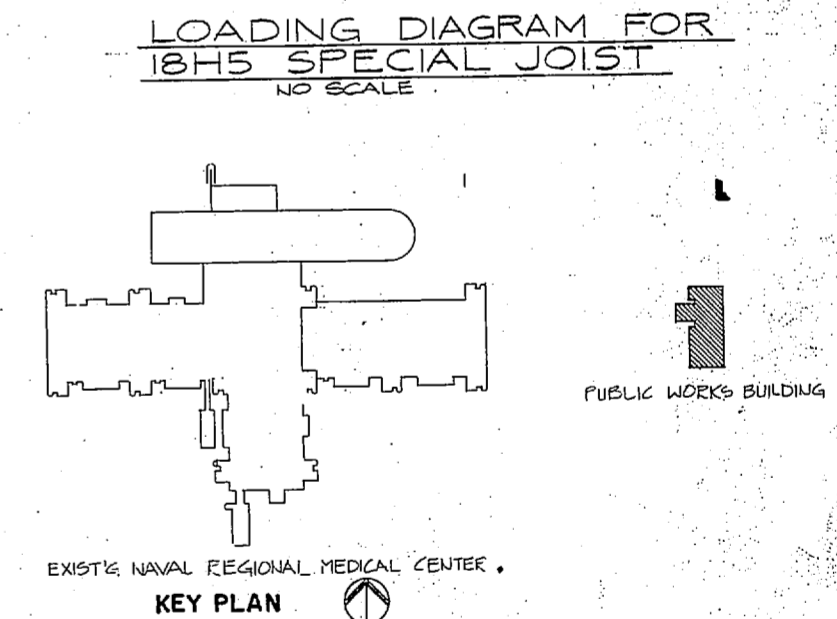 LOADING DIAGRAM FOR
18H5 SPECIAL JOIST
NO SCALE
PUBLIC WORKS BUILDING
EXIST'G. NAVAL REGIONAL MEDICAL CENTER.
KEY PLAN